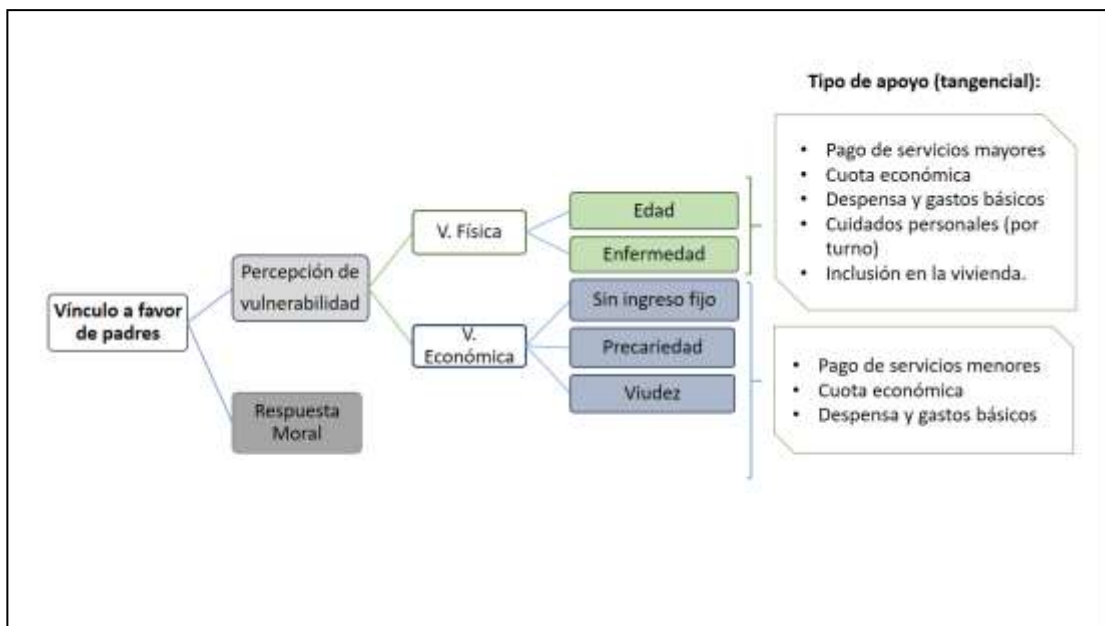 Tipo de apoyo (tangencial):
• Pago de servicios mayores
• Cuota económica
• Despensa y gastos básicos
• Cuidados personales (por
turno)
• Inclusión en la vivienda.
Edad
V. Física
Enfermedad
Percepción de
vulnerabilidad
Vínculo a favor
de padres
Sin ingreso fijo
V.
Económica
Precariedad
Viudez
Respuesta
Moral
• Pago de servicios menores
• Cuota económica
• Despensa y gastos básicos